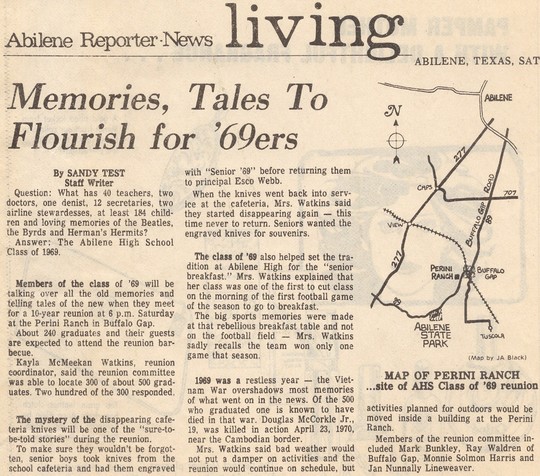 Abilene Reporter-News living
ABILENE, TEXAS, SAT
Memories, Tales To
Flourish for '69ers
By SANDY TEST
Staff Writer
Question: What has 40 teachers, two
doctors, one denist, 12 secretaries, two
airline stewardesses, at least 184 child-
ren and loving memories of the Beatles,
the Byrds and Herman's Hermits?
Answer: The Abilene High School
Class of 1969.
Members of the class of '69 will be
talking over all the old memories and
telling tales of the new when they meet
for a 10-year reunion at 6 p.m. Saturday
at the Perini Ranch in Buffalo Gap.
About 240 graduates and their guests
are expected to attend the reunion bar-
becue.
Kayla McMeekan Watkins, reunion
coordinator, said the reunion committee
was able to locate 300 of about 500 grad-
uates. Two hundred of the 300 responded.
The mystery of the disappearing cafe-
teria knives will be one of the "sure-to-
be-told stories" during the reunion.
To make sure they wouldn't be forgot-
ten, senior boys took knives from the
school cafeteria and had them engraved
with "Senior '69" before returning them
to principal Esco Webb.
When the knives went back into serv-
ice at the cafeteria, Mrs. Watkins said
they started disappearing again — this
time never to return. Seniors wanted the
engraved knives for souvenirs.
The class of '69 also helped set the tra-
dition at Abilene High for the "senior
breakfast." Mrs. Watkins explained that
her class was one of the first to cut class
on the morning of the first football game
of the season to go to breakfast.
The big sports memories were made
at that rebellious breakfast table and not
on the football field — Mrs. Watkins
sadly recalls the team won only one
game that season.
1969 was a restless year — the Viet-
nam War overshadows most memories
of what went on in the news. Of the 500
who graduated one is known to have
died in that war. Douglas McCorkle Jr.,
19, was killed in action April 23, 1970,
near the Cambodian border.
Mrs. Watkins said bad weather would
not put a damper on activities and the
reunion would continue on schedule, but
N
ABILENE
277
CAPS
707
BUFFALO GAP ROAD
89
VIEW
277
PERINI
RANCH
BUFFALO
GAP
89
ABILENE
STATE
PARK
TUSCOLA
(Map by JA Black)
MAP OF PERINI RANCH
...site of AHS Class of '69 reunion
activities planned for outdoors would be
moved inside a building at the Perini
Ranch.
Members of the reunion committee in-
cluded Mark Bunkley, Ray Waldren of
Buffalo Gap, Monnie Solomon Harris and
Jan Nunally Lineweaver.